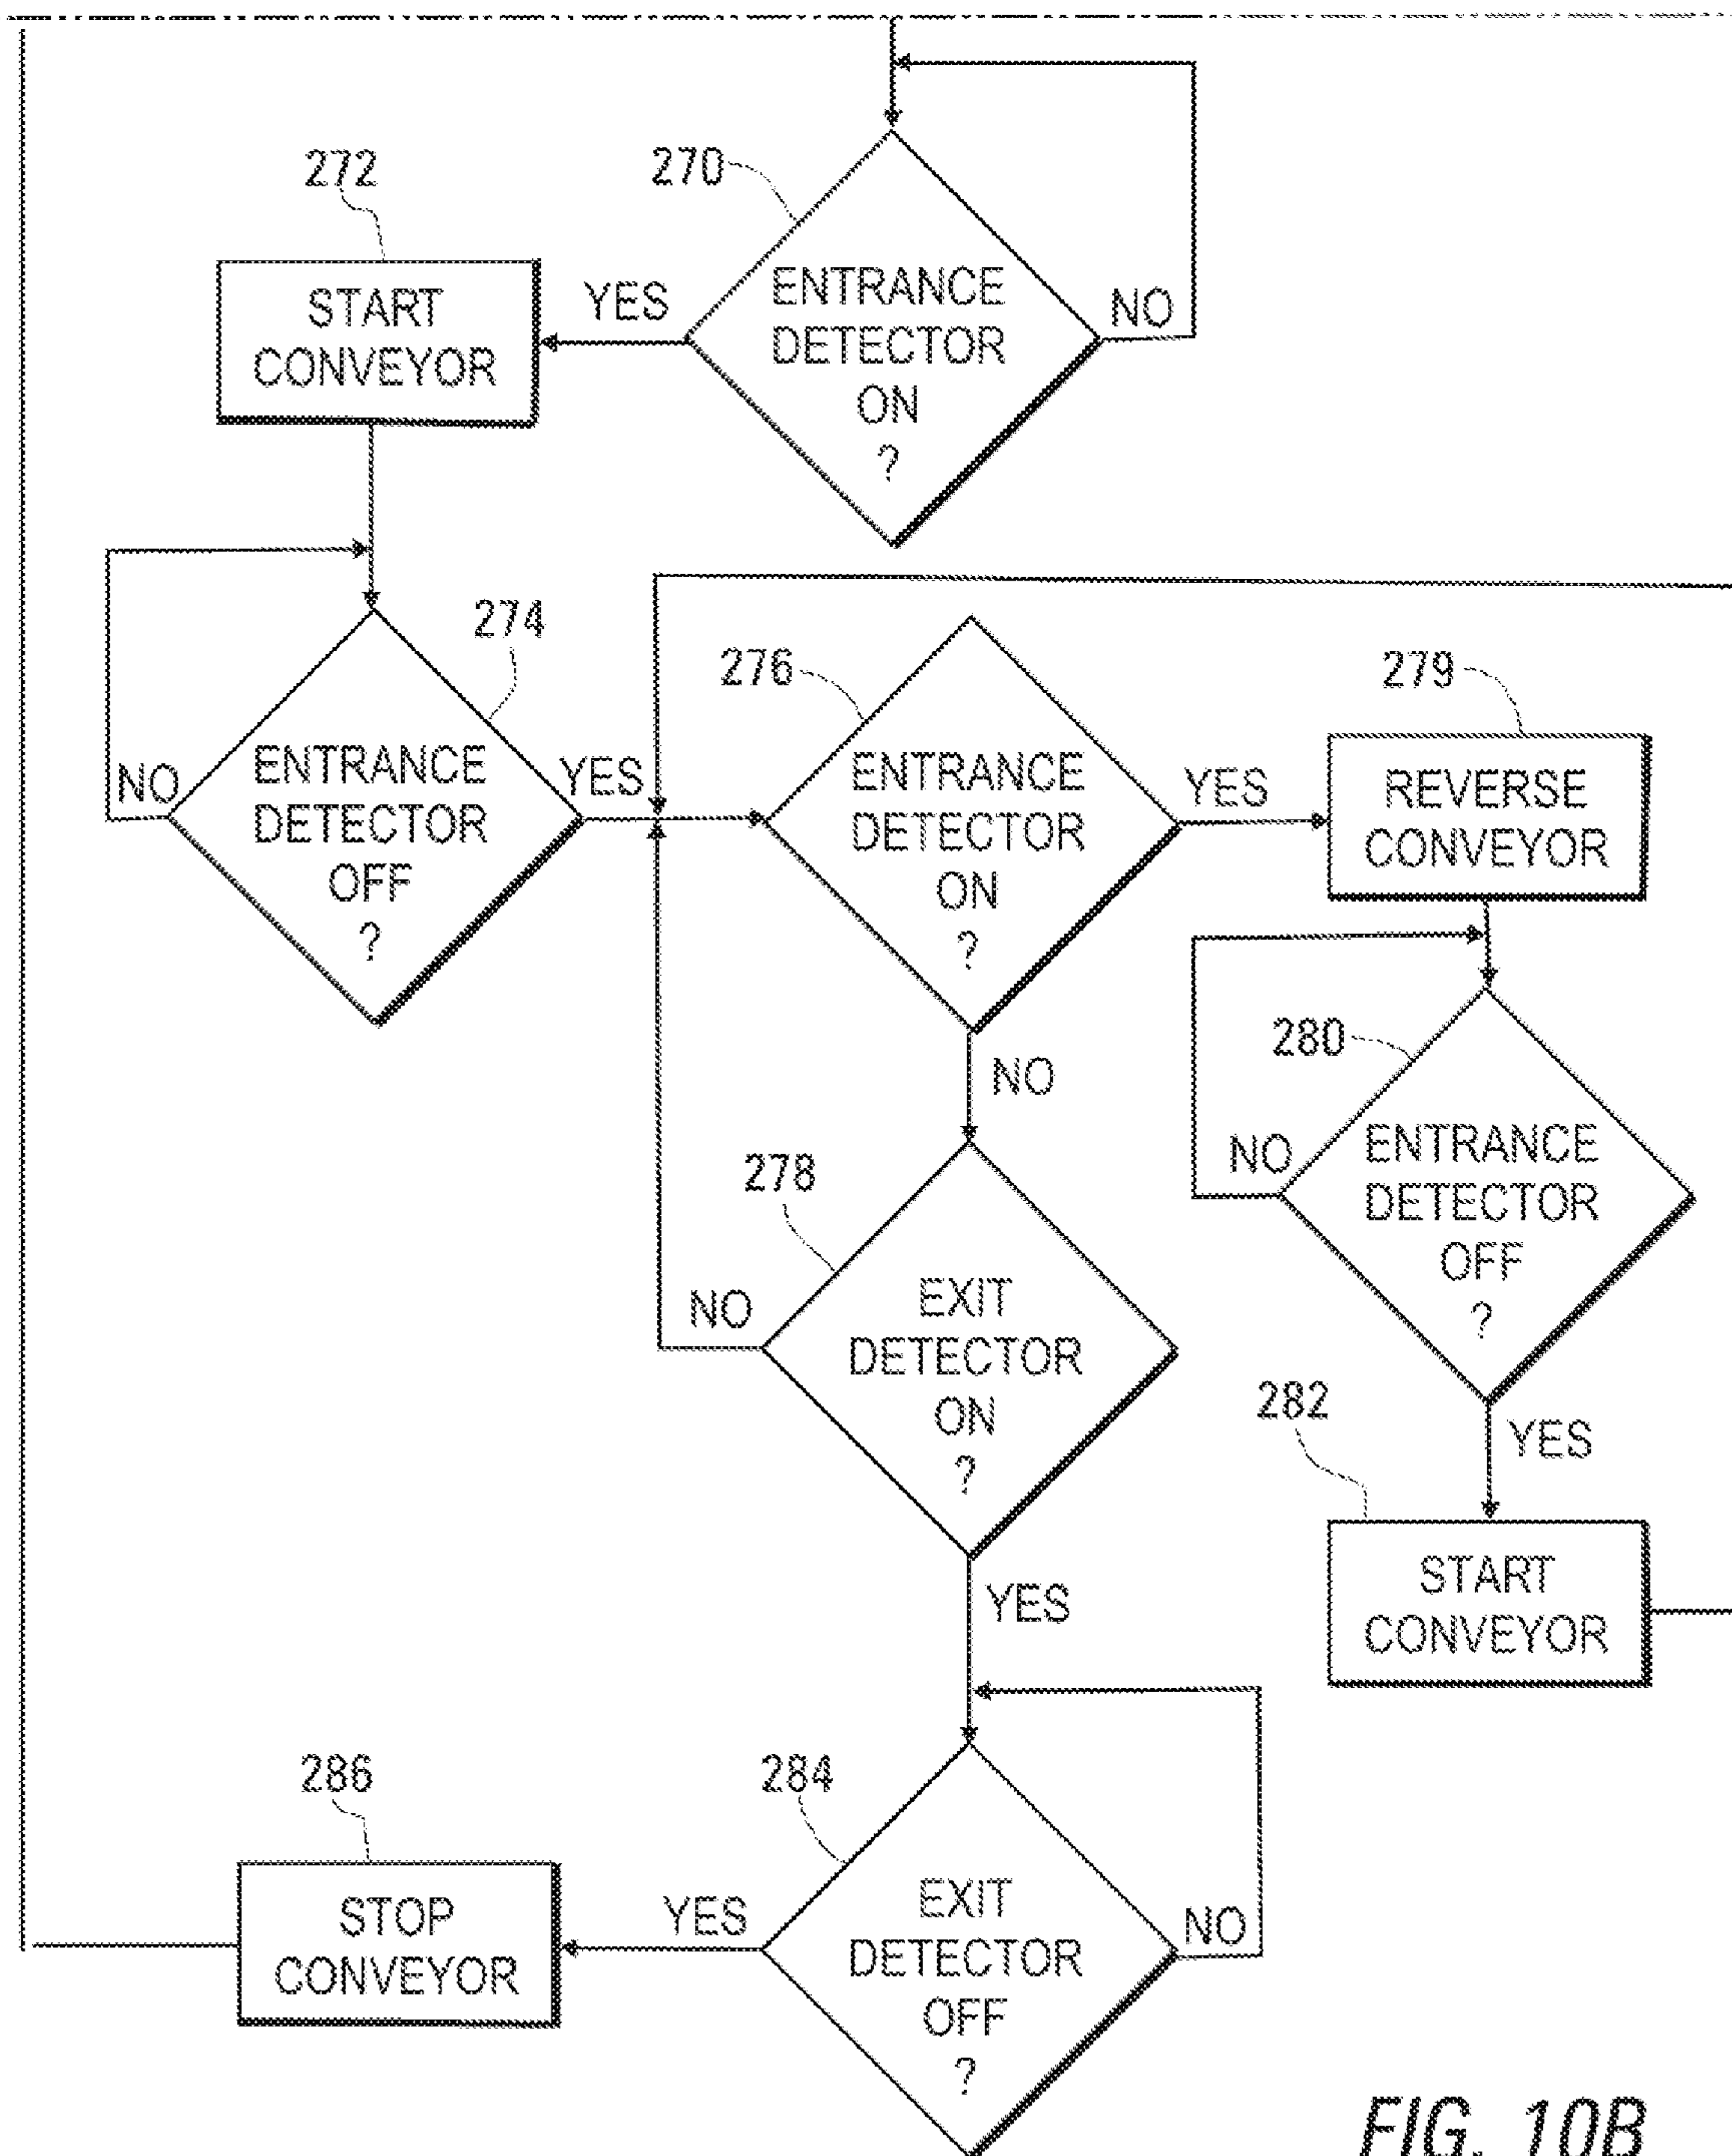 270
ENTRANCE
DETECTOR
ON
?
YES
NO
272
START
CONVEYOR
274
ENTRANCE
DETECTOR
OFF
?
NO
YES
276
ENTRANCE
DETECTOR
ON
?
YES
NO
279
REVERSE
CONVEYOR
280
ENTRANCE
DETECTOR
OFF
?
NO
YES
282
START
CONVEYOR
278
EXIT
DETECTOR
ON
?
NO
YES
284
EXIT
DETECTOR
OFF
?
YES
NO
286
STOP
CONVEYOR
FIG. 10B